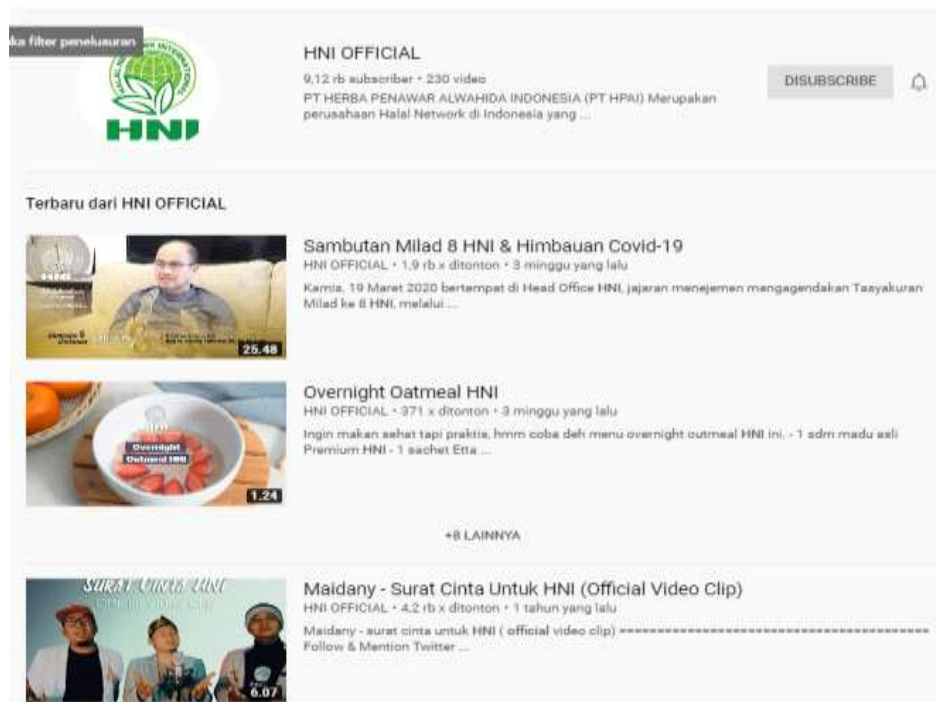 ka filter penelusuran
HNI
HNI OFFICIAL
9,12 rb subscriber • 230 video
PT HERBA PENAWAR ALWAHIDA INDONESIA (PT HPAI) Merupakan
perusahaan Halal Network di Indonesia yang ...
DISUBSCRIBE
Terbaru dari HNI OFFICIAL
25.48
Sambutan Milad 8 HNI & Himbauan Covid-19
HNI OFFICIAL • 1,9 rb x ditonton • 3 minggu yang lalu
Kamis, 19 Maret 2020 bertempat di Head Office HNI, jajaran menejemen mengagendakan Tasyakuran
Milad ke 8 HNI, melalui ...
Overnight
Oatmeal HNI
1.24
Overnight Oatmeal HNI
HNI OFFICIAL • 371 x ditonton • 3 minggu yang lalu
Ingin makan sehat tapi praktis, hmm coba deh menu overnight outmeal HNI ini, - 1 sdm madu asli
Premium HNI - 1 sachet Etta ...
+8 LAINNYA
SURAT CINTA HNI
6.07
Maidany - Surat Cinta Untuk HNI (Official Video Clip)
HNI OFFICIAL • 4,2 rb x ditonton • 1 tahun yang lalu
Maidany - surat cinta untuk HNI ( official video clip) ==========================================
Follow & Mention Twitter ...